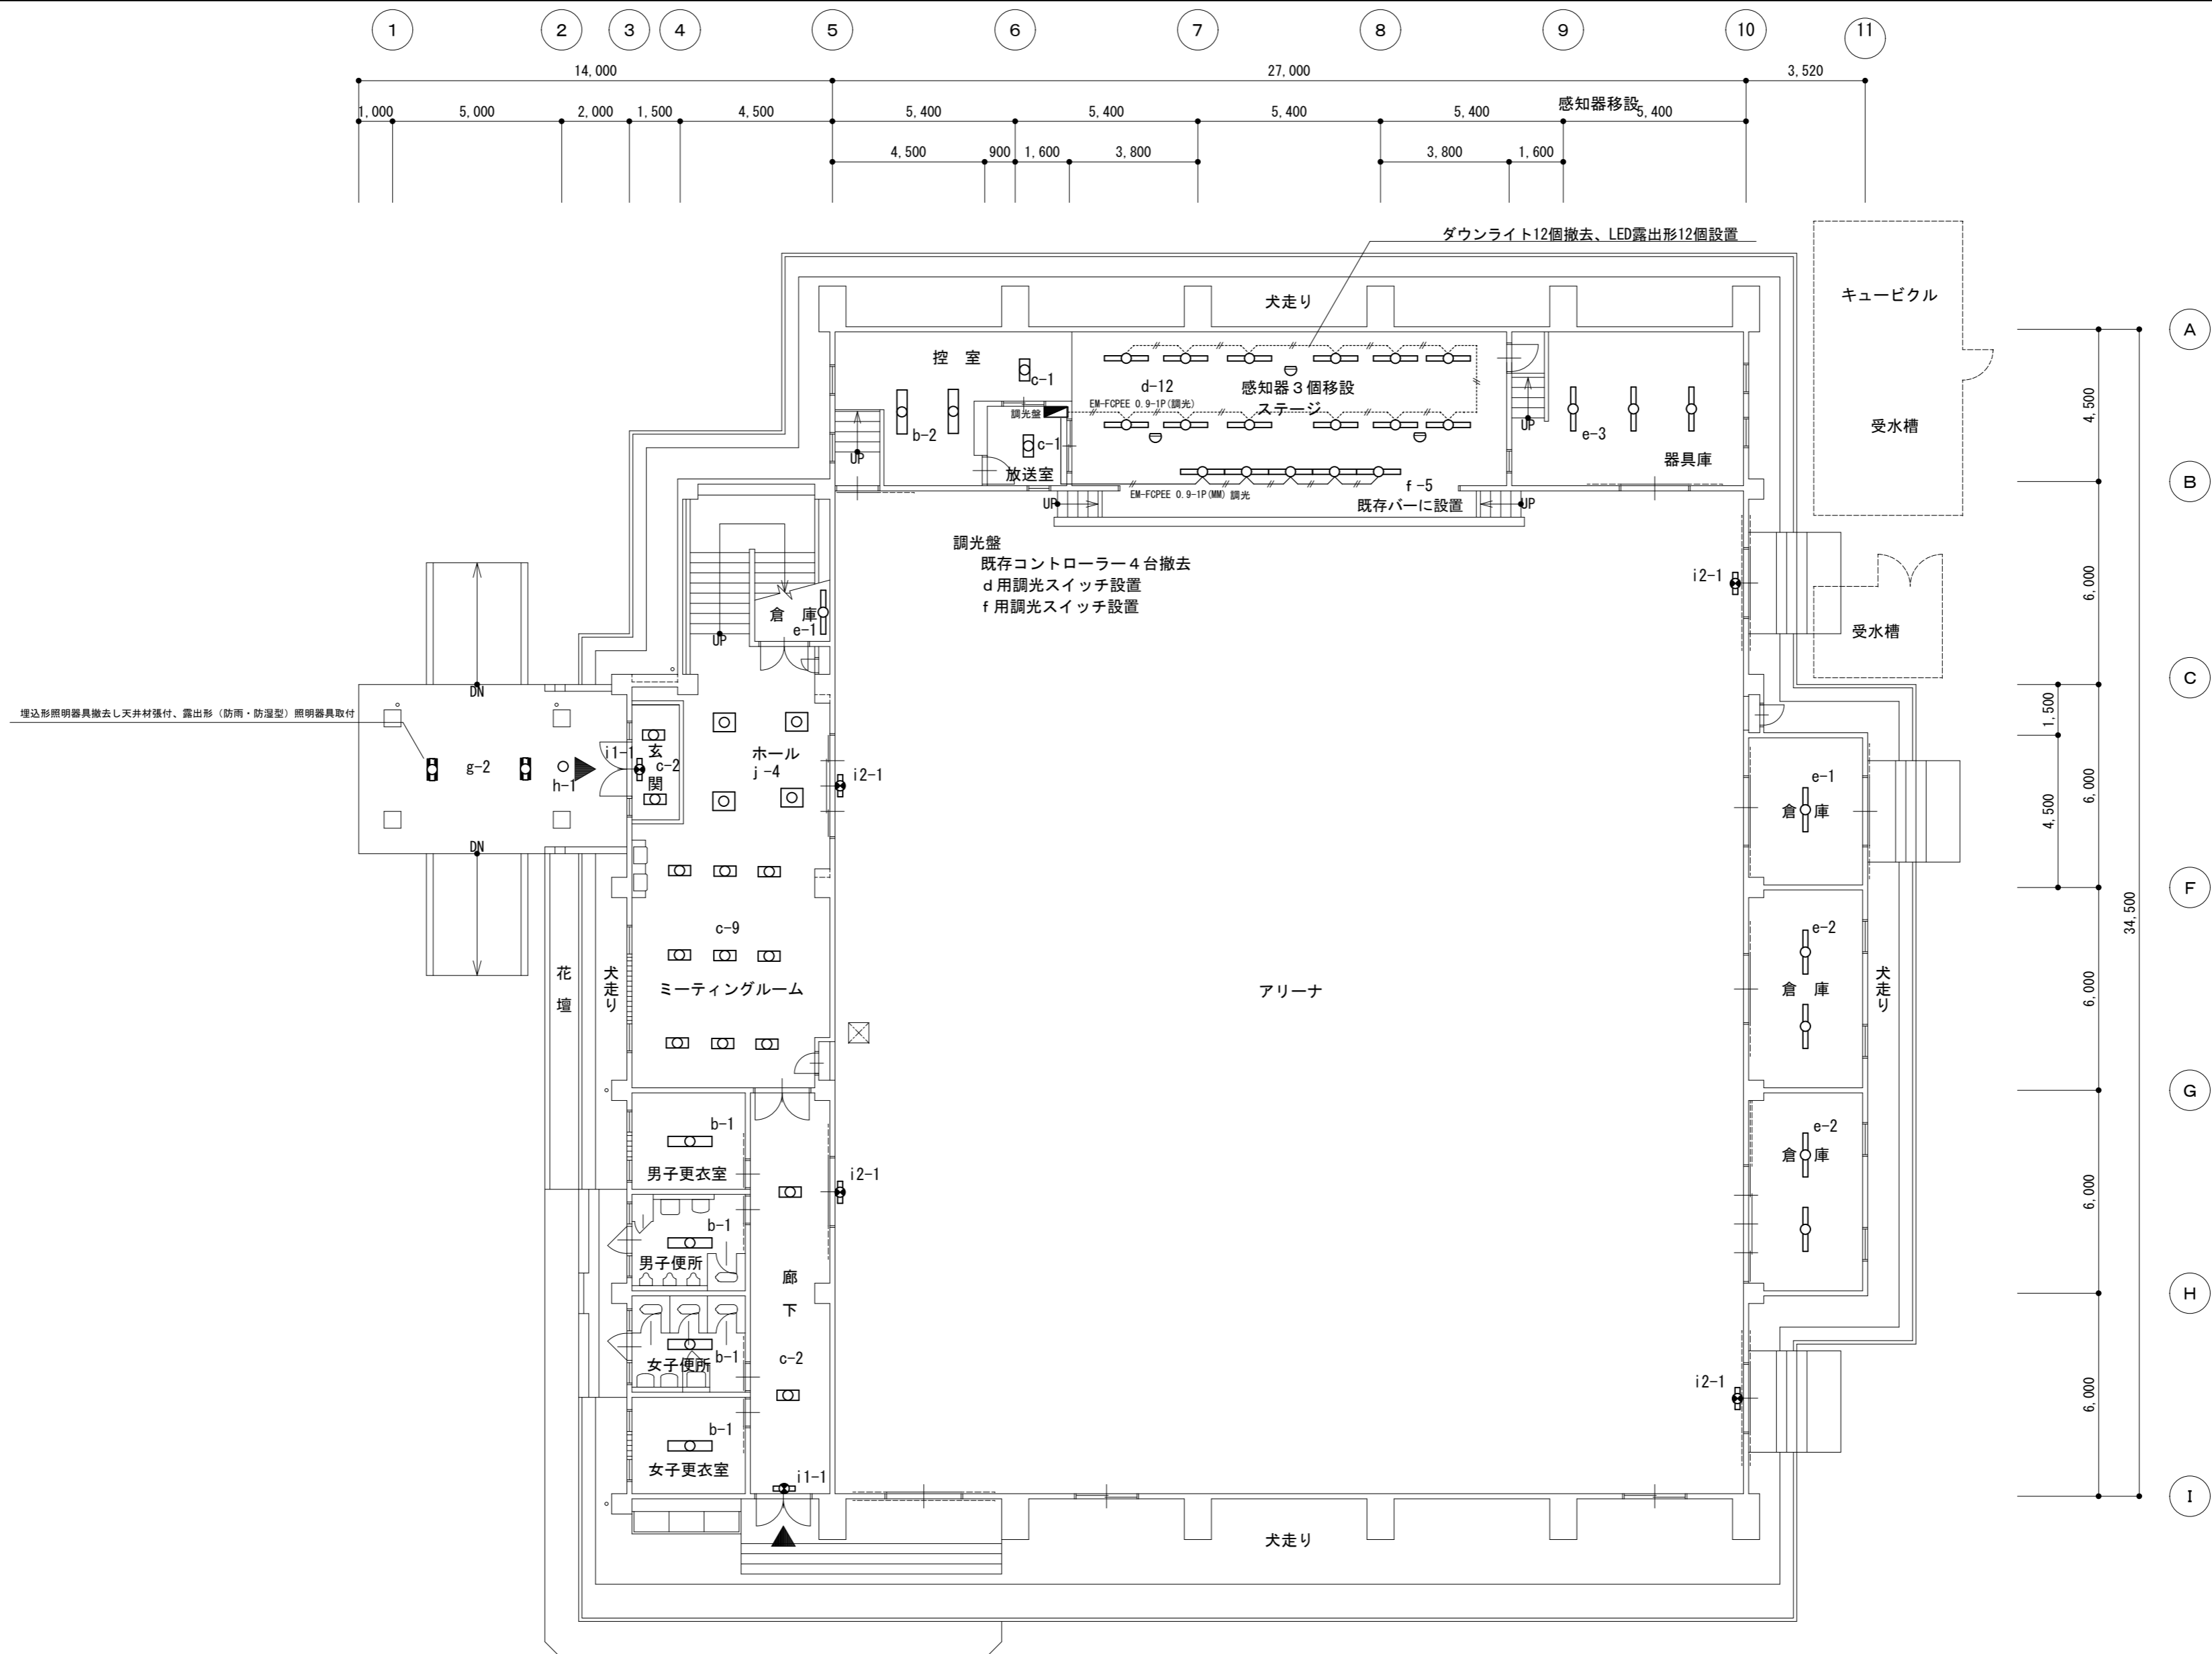 1 2 3 4 5 6 7 8 9 10 11
14,000 27,000 3,520
感知器移設
1,000 5,000 2,000 1,500 4,500 5,400 5,400 5,400 5,400 5,400
4,500 900 1,600 3,800 3,800 1,600
ダウンライト12個撤去、LED露出形12個設置
キュービクル
犬走り
A
控 室
c-1
d-12
感知器3個移設
EM-FCPEE 0.9-1P(調光)
ステージ
調光盤
b-2
c-1
UP
UP
e-3
受水槽
4,500
放送室
器具庫
f-5
EM-FCPEE 0.9-1P(MM) 調光
既存バーに設置
UP
UP
B
調光盤
既存コントローラー4台撤去
d用調光スイッチ設置
f用調光スイッチ設置
i2-1
6,000
倉 庫
e-1
UP
受水槽
C
DN
埋込形照明器具撤去し天井材張付、露出形(防雨・防湿型)照明器具取付
1,500
i1-1
玄関
c-2
ホール
j-4
g-2
h-1
i2-1
e-1
倉 庫
4,500
6,000
DN
F
34,500
c-9
e-2
花壇
犬走り
ミーティングルーム
アリーナ
倉 庫
犬走り
6,000
G
b-1
男子更衣室
i2-1
e-2
倉 庫
6,000
b-1
男子便所
廊下
H
女子便所
b-1
c-2
i2-1
6,000
b-1
女子更衣室
i1-1
I
犬走り